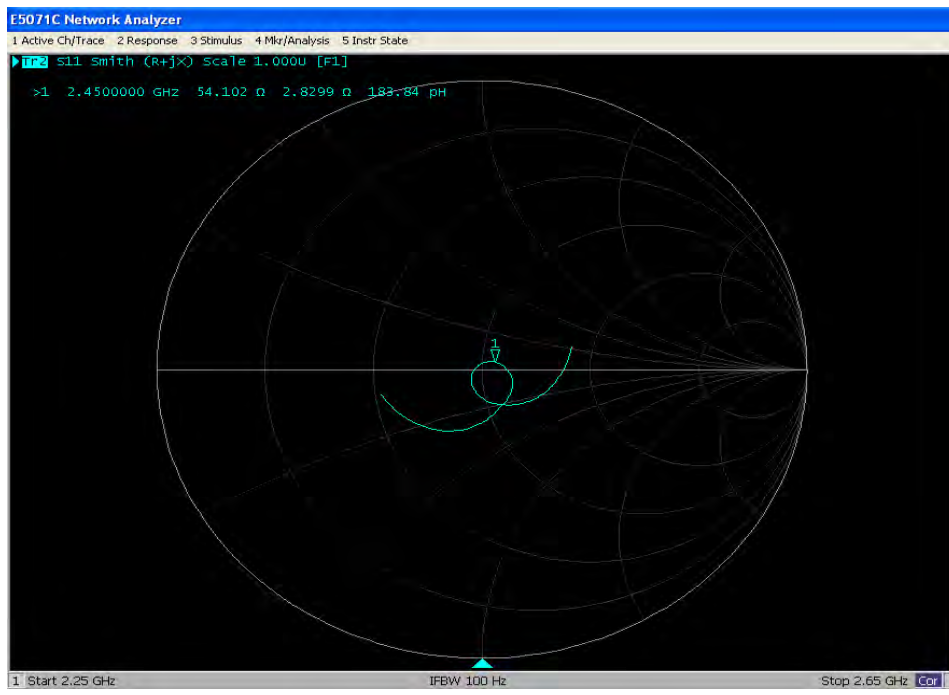 E5071C Network Analyzer
1 Active Ch/Trace 2 Response 3 Stimulus 4 Mkr/Analysis 5 Instr State
Tr2 S11 Smith (R+jX) Scale 1.000U [F1]
>1 2.4500000 GHz 54.102 Ω 2.8299 Ω 183.84 pH
1
1 Start 2.25 GHz IFBW 100 Hz Stop 2.65 GHz Cor